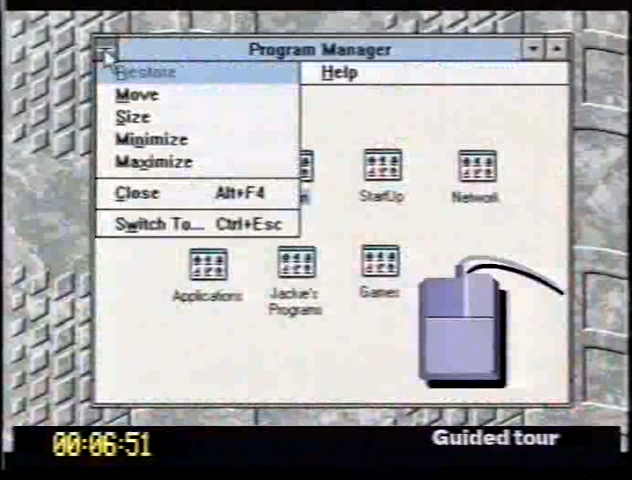 Program Manager
Restore
Help
Move
Size
Minimize
Maximize
Close Alt+F4
Switch To... Ctrl+Esc
StartUp
Network
Applications
Jackie's
Programs
Games
00:06:51
Guided tour